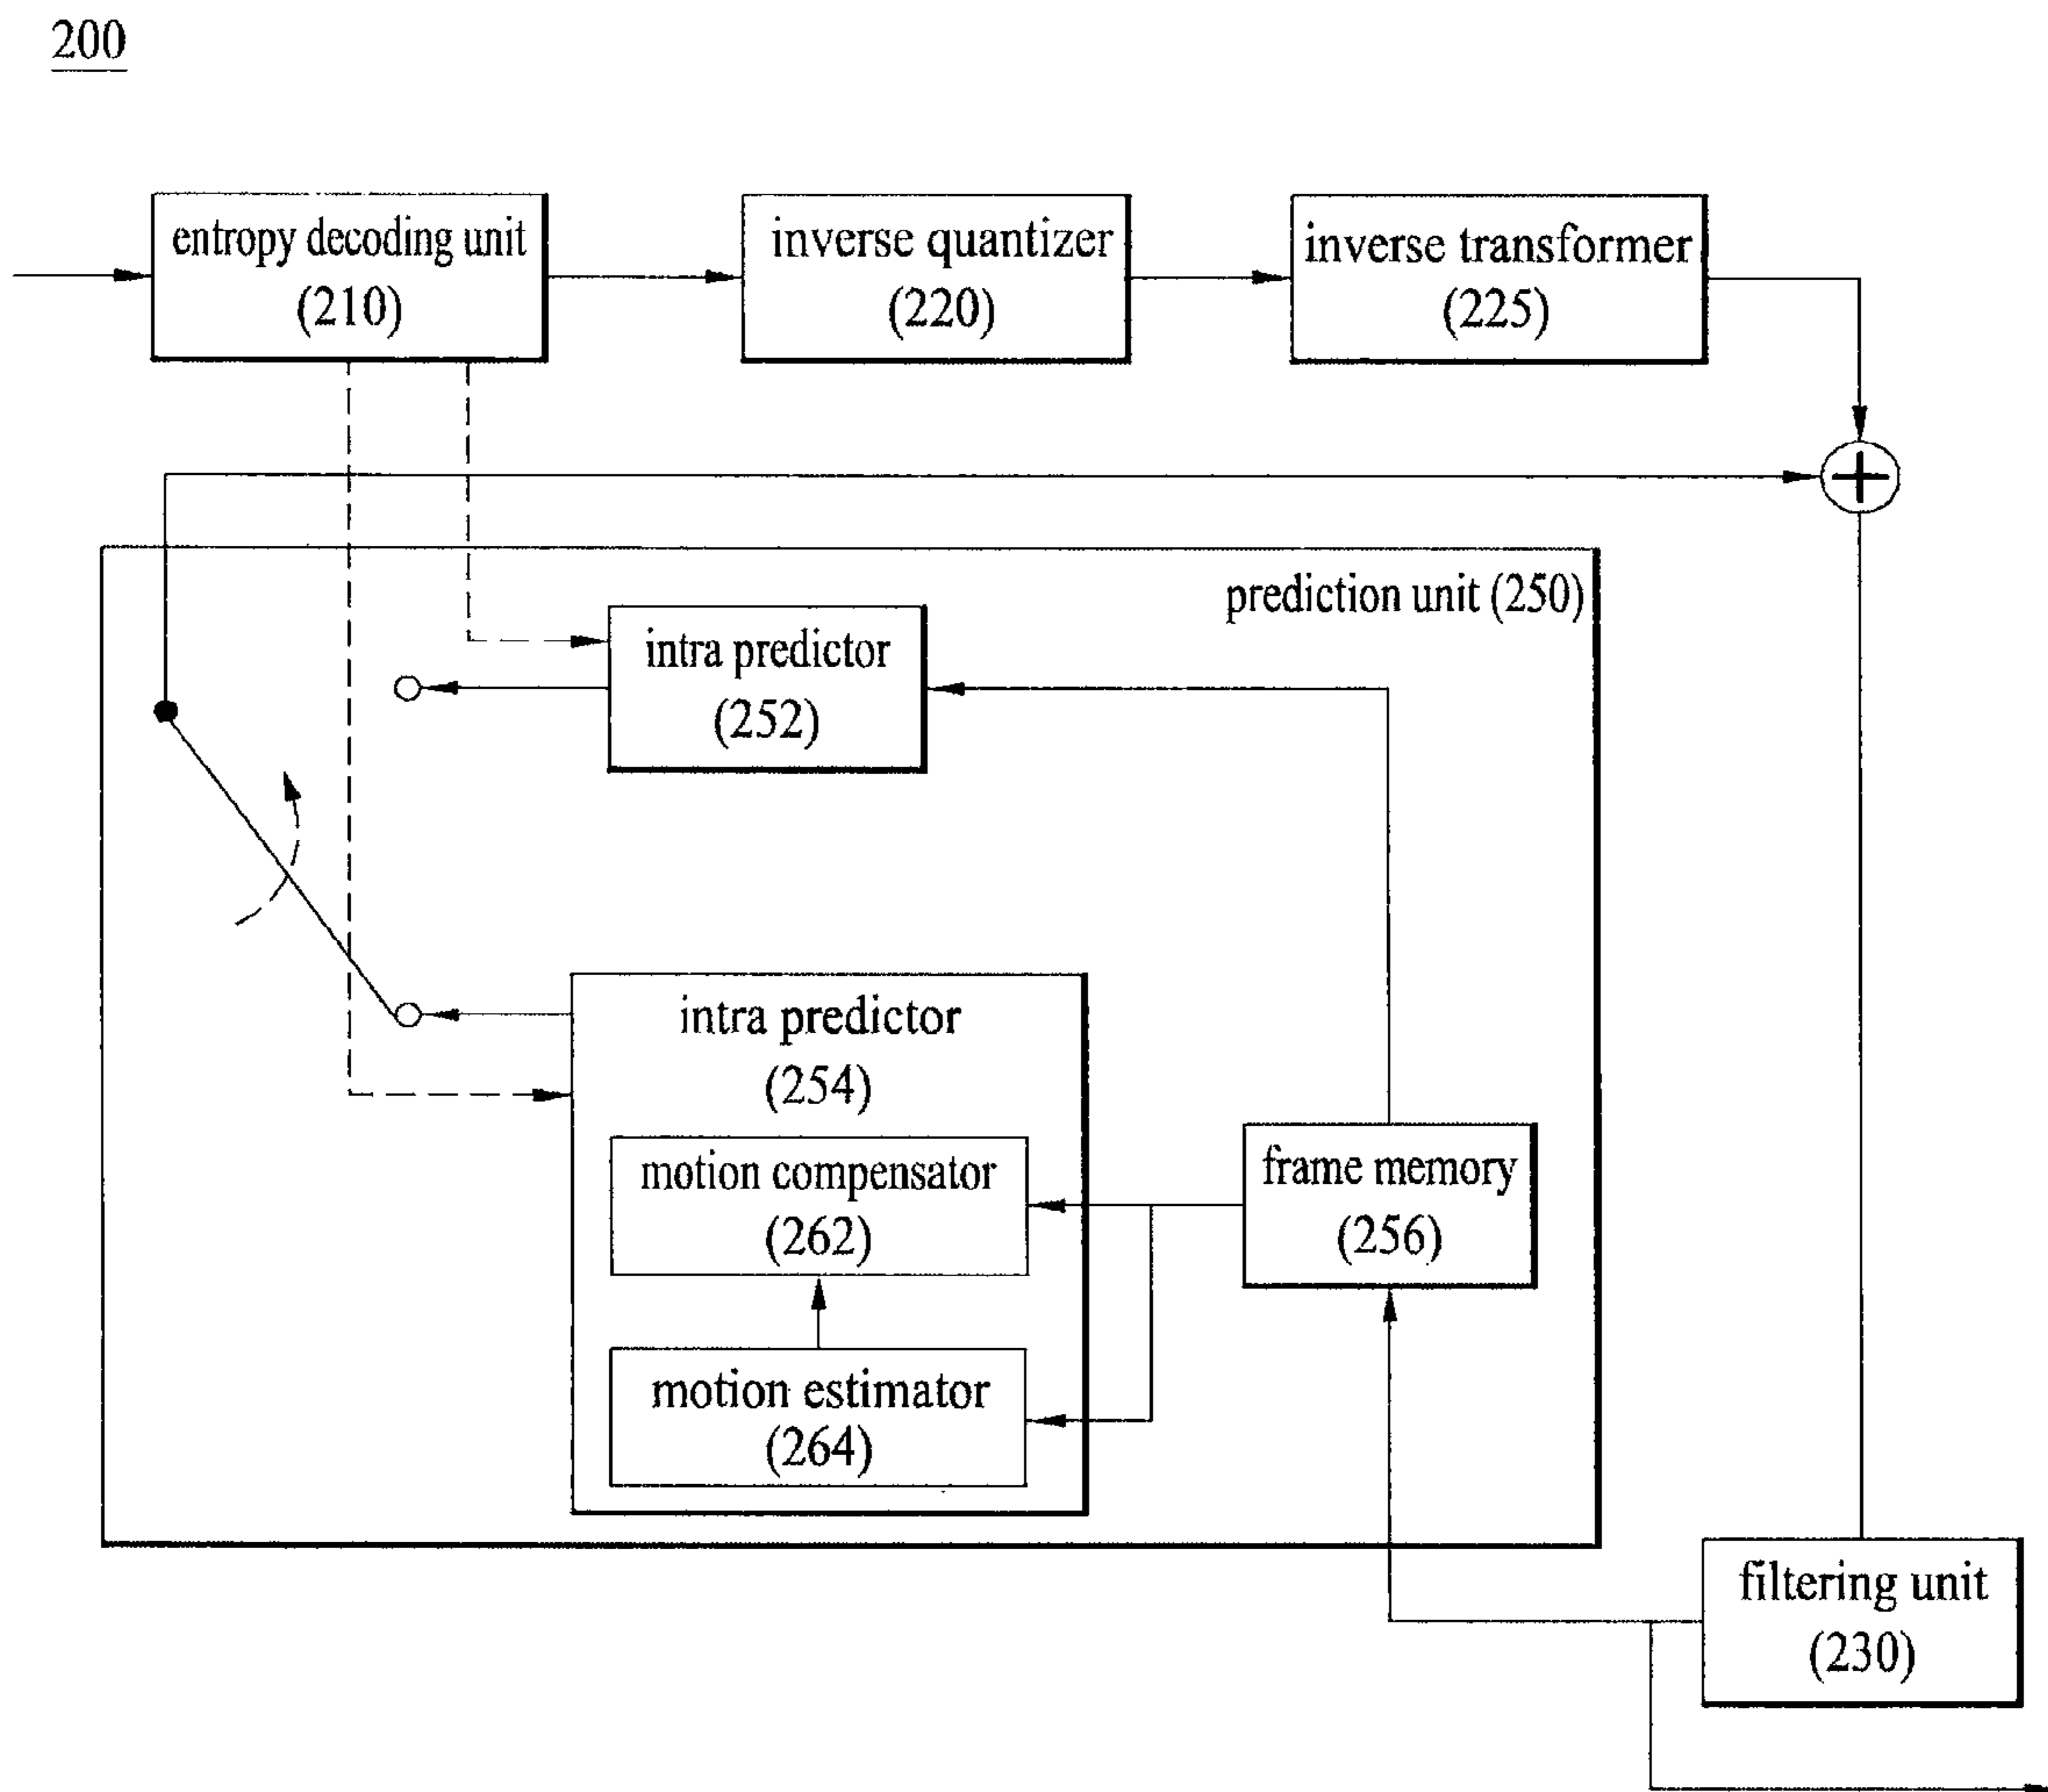 200
entropy decoding unit
(210)
inverse quantizer
(220)
inverse transformer
(225)
+
prediction unit (250)
intra predictor
(252)
intra predictor
(254)
motion compensator
(262)
frame memory
(256)
motion estimator
(264)
filtering unit
(230)